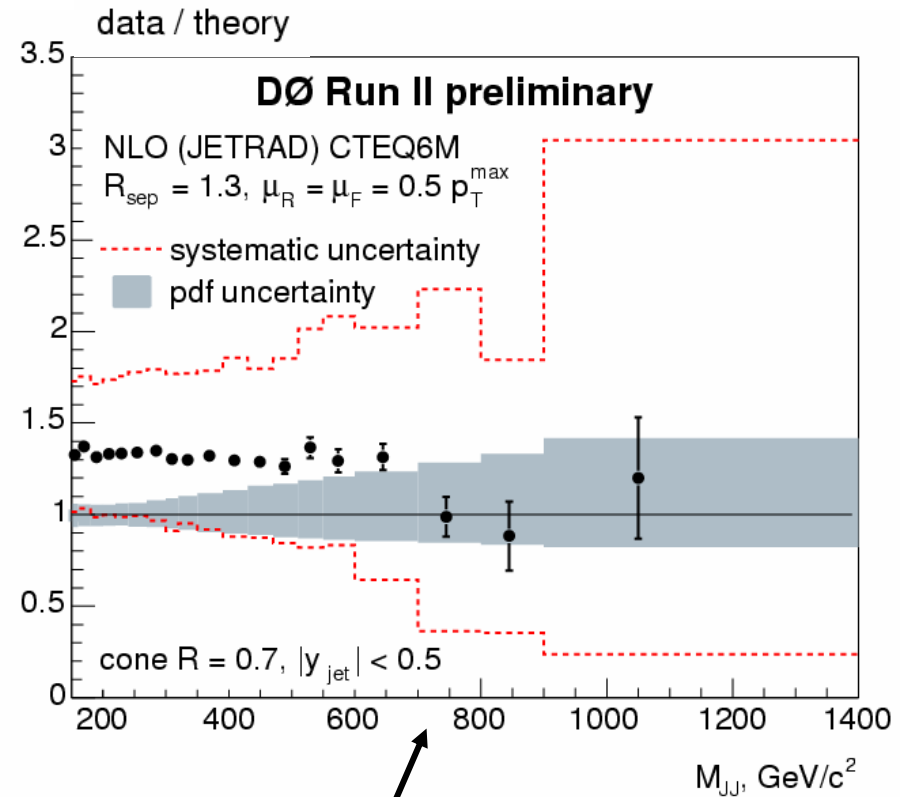 data / theory
3.5
DØ Run II preliminary
3
NLO (JETRAD) CTEQ6M
R_sep = 1.3, μ_R = μ_F = 0.5 p_T^max
2.5
systematic uncertainty
pdf uncertainty
2
1.5
1
0.5
cone R = 0.7, |y_jet| < 0.5
0
200 400 600 800 1000 1200 1400
M_JJ, GeV/c²